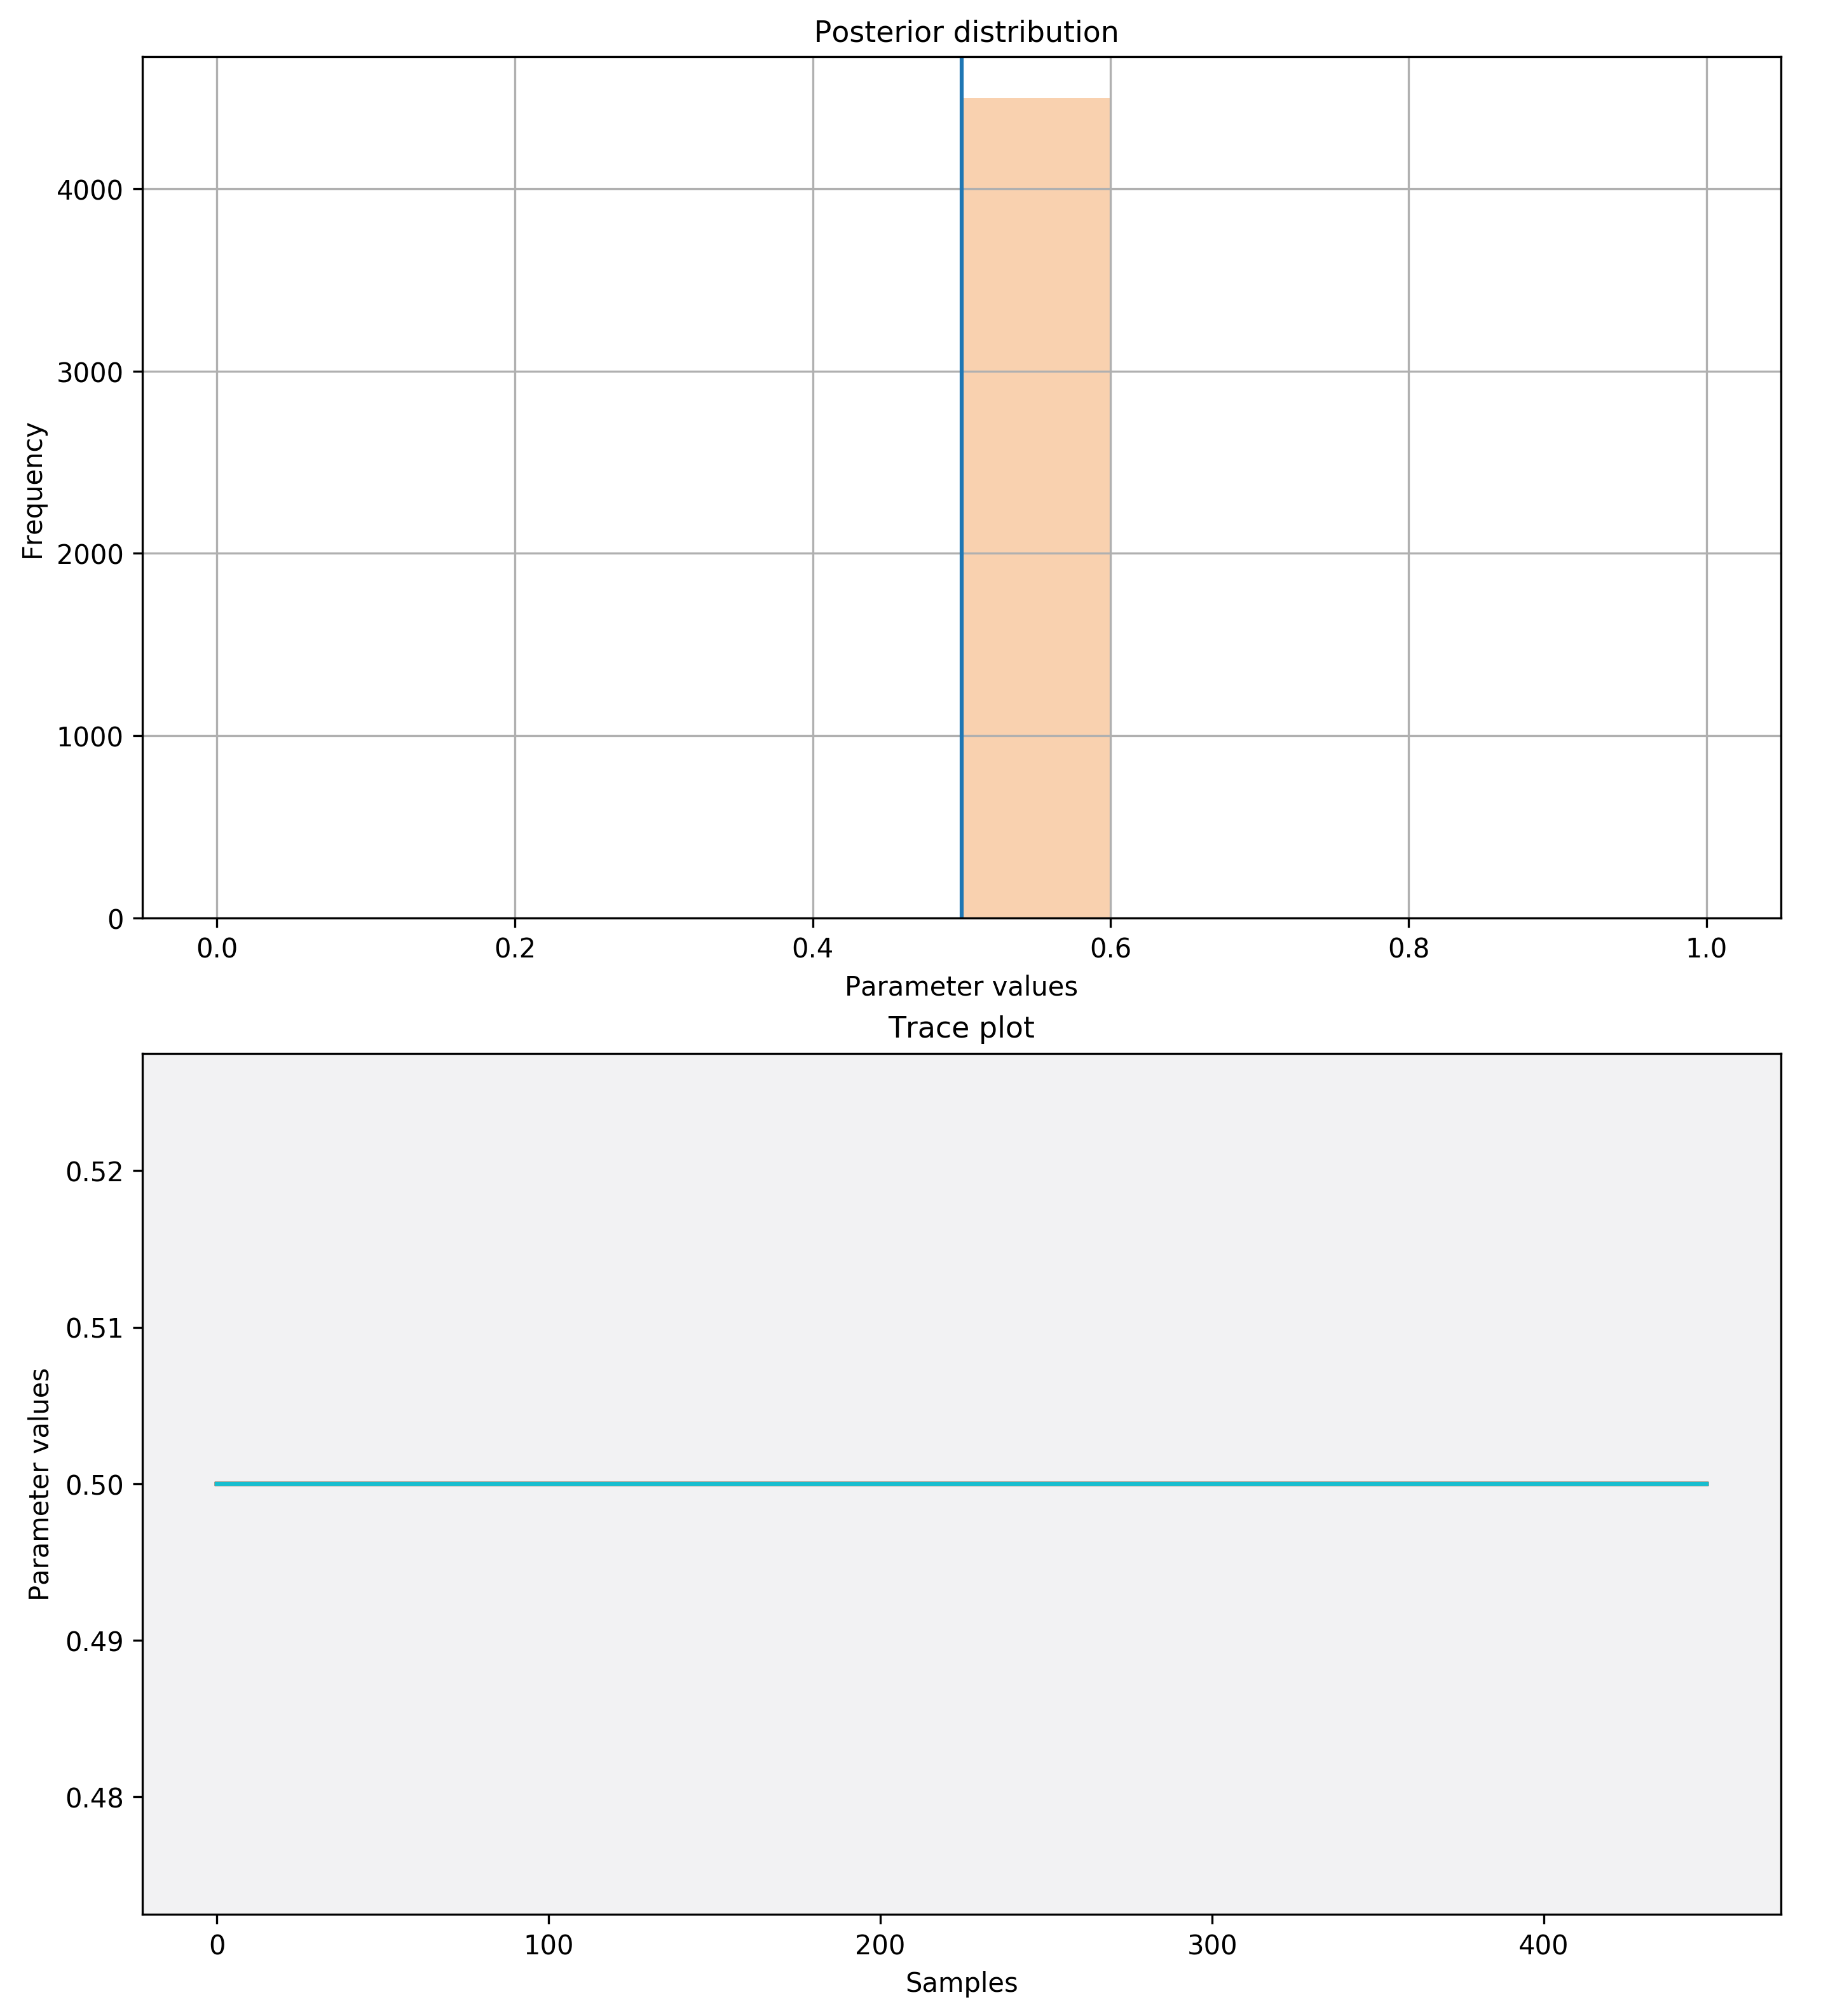 Posterior distribution
4000
3000
2000
1000
0
Frequency
0.0 0.2 0.4 0.6 0.8 1.0
Parameter values
Trace plot
0.52
0.51
0.50
0.49
0.48
Parameter values
0 100 200 300 400
Samples